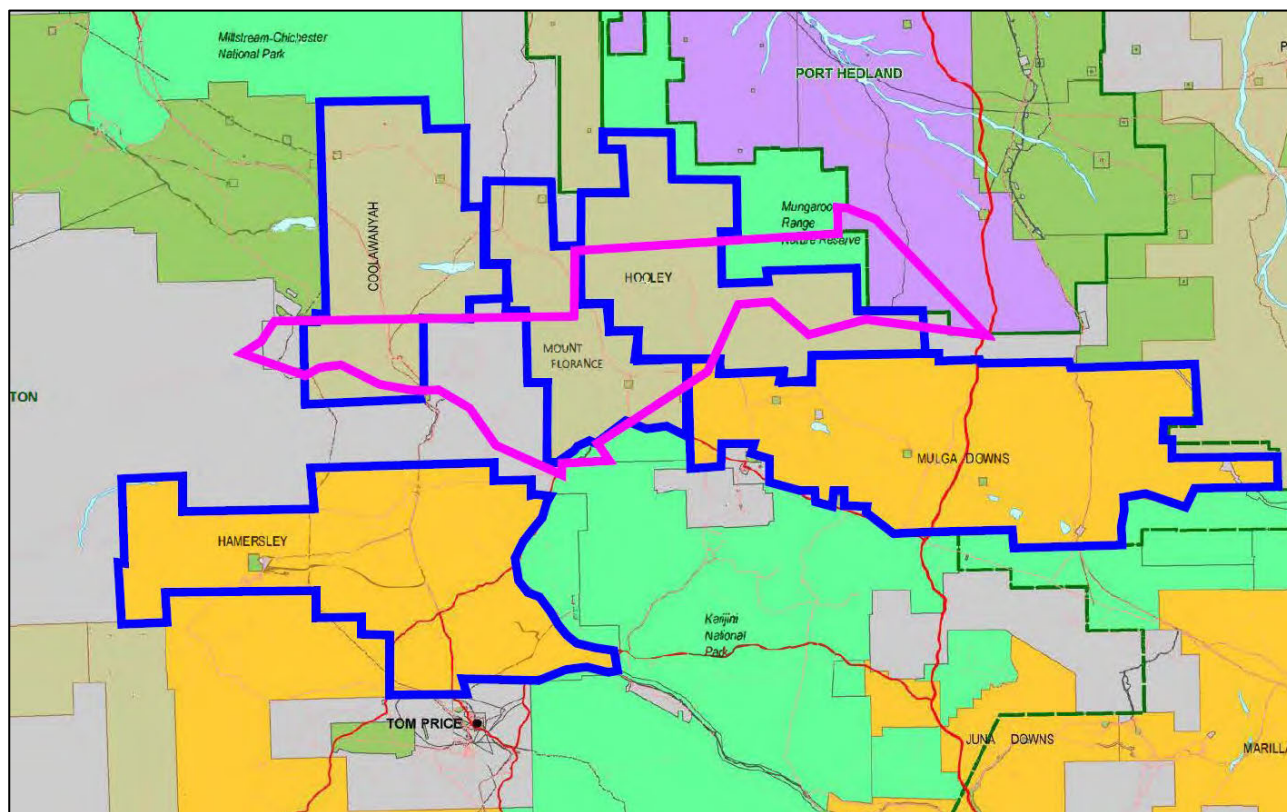 Millstream-Chichester
National Park
PORT HEDLAND
COOLAWANYAH
Mungaroo
Range
Nature Reserve
HOOLEY
MOUNT
FLORANCE
TON
MULGA DOWNS
HAMERSLEY
Karijini
National
Park
TOM PRICE
JUNA DOWNS
MARILLA
P